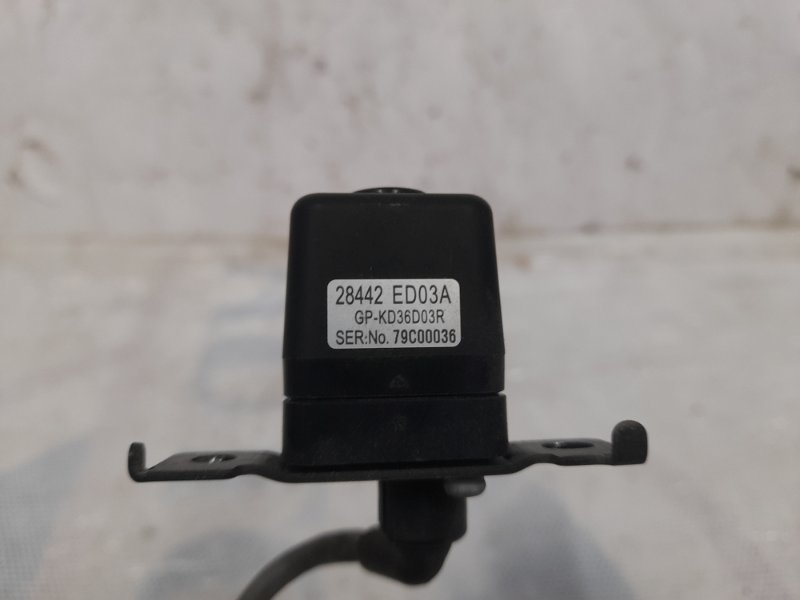 28442 ED03A
GP-KD36D03R
SER:No. 79C00036